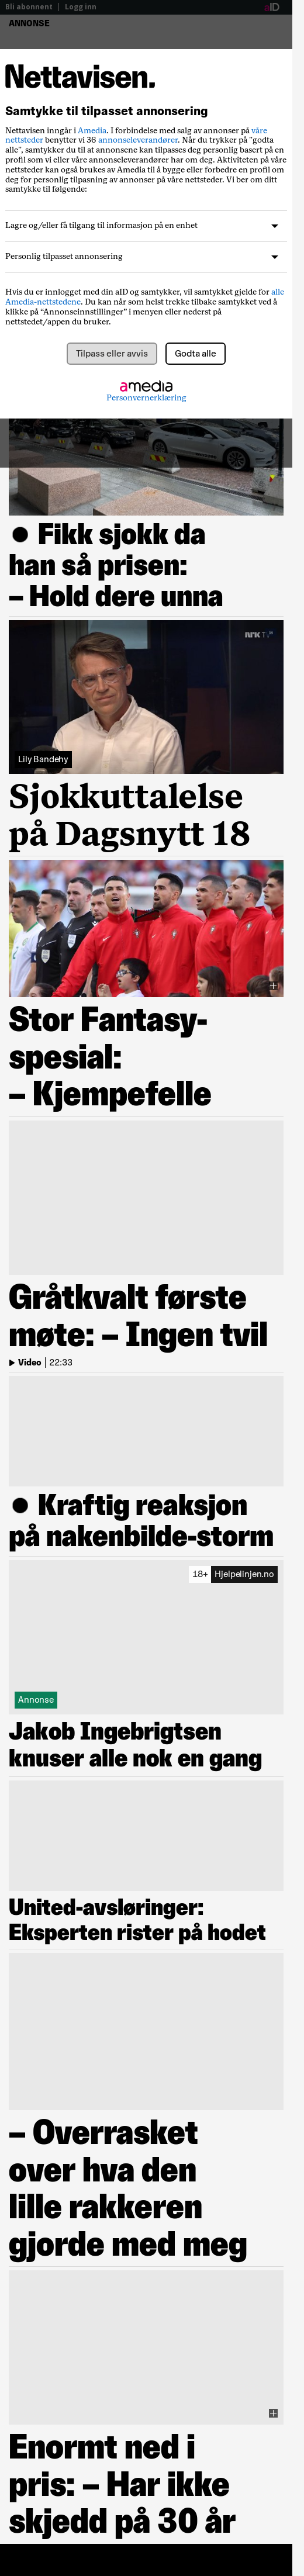 Bli abonnent | Logg inn
aID
ANNONSE
Nettavisen.
Samtykke til tilpasset annonsering
Nettavisen inngår i Amedia. I forbindelse med salg av annonser på våre
nettsteder benytter vi 36 annonseleverandører. Når du trykker på "godta
alle", samtykker du til at annonsene kan tilpasses deg personlig basert på en
profil som vi eller våre annonseleverandører har om deg. Aktiviteten på våre
nettsteder kan også brukes av Amedia til å bygge eller forbedre en profil om
deg for personlig tilpasning av annonser på våre nettsteder. Vi ber om ditt
samtykke til følgende:
Lagre og/eller få tilgang til informasjon på en enhet
Personlig tilpasset annonsering
Hvis du er innlogget med din aID og samtykker, vil samtykket gjelde for alle
Amedia-nettstedene. Du kan når som helst trekke tilbake samtykket ved å
klikke på “Annonseinnstillinger” i menyen eller nederst på
nettstedet/appen du bruker.
Tilpass eller avvis
Godta alle
amedia
Personvernerklæring
● Fikk sjokk da
han så prisen:
– Hold dere unna
NRK TV
Lily Bandehy
Sjokkuttalelse
på Dagsnytt 18
Stor Fantasy-
spesial:
– Kjempefelle
Gråtkvalt første
møte: – Ingen tvil
Video | 22:33
● Kraftig reaksjon
på nakenbilde-storm
18+ Hjelpelinjen.no
Annonse
Jakob Ingebrigtsen
knuser alle nok en gang
United-avsløringer:
Eksperten rister på hodet
– Overrasket
over hva den
lille rakkeren
gjorde med meg
Enormt ned i
pris: – Har ikke
skjedd på 30 år